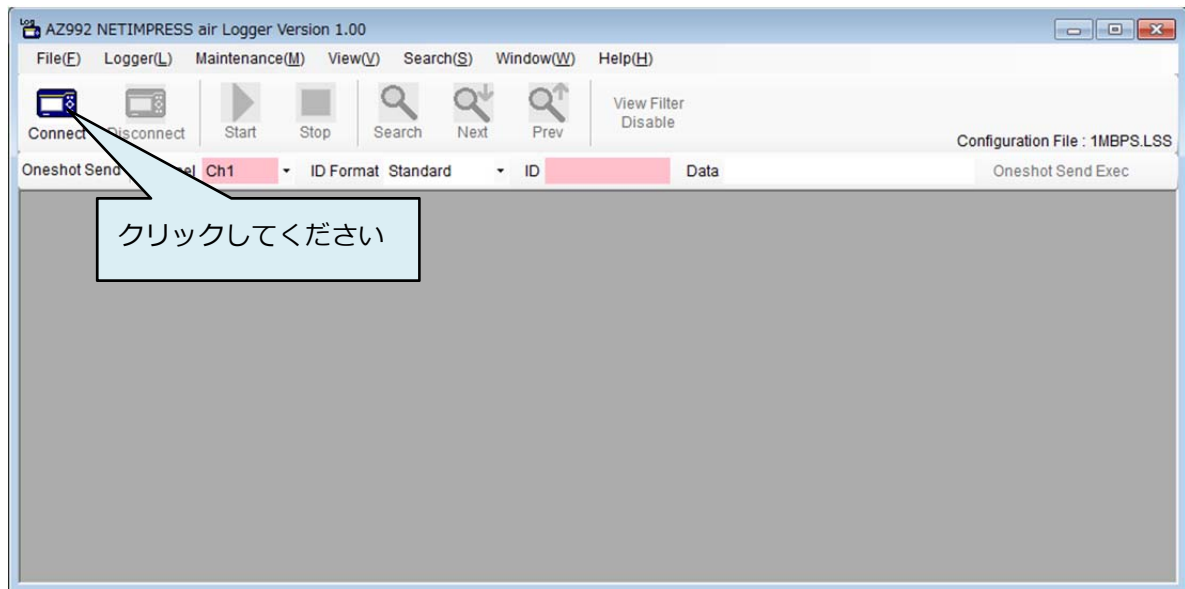 Log
AZ992 NETIMPRESS air Logger Version 1.00
File(F) Logger(L) Maintenance(M) View(V) Search(S) Window(W) Help(H)
Connect Disconnect Start Stop Search Next Prev View Filter
Disable
Configuration File : 1MBPS.LSS
Oneshot Send Ch1 ID Format Standard ID Data Oneshot Send Exec
クリックしてください